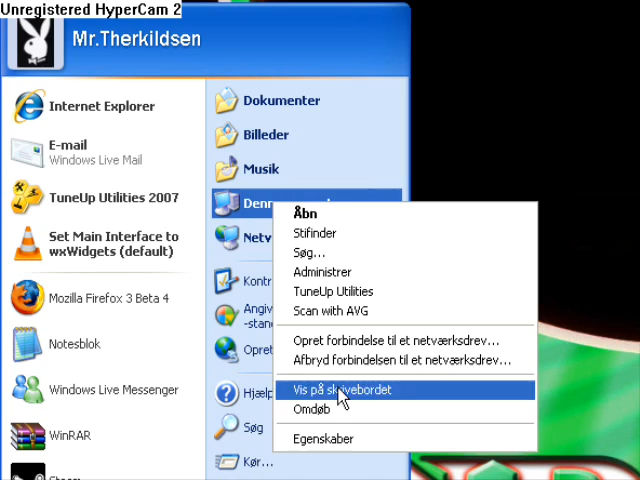 Unregistered HyperCam 2
Mr.Therkildsen
Internet Explorer
E-mail
Windows Live Mail
TuneUp Utilities 2007
Set Main Interface to
wxWidgets (default)
Mozilla Firefox 3 Beta 4
Notesblok
Windows Live Messenger
WinRAR
Dokumenter
Billeder
Musik
Åbn
Stifinder
Søg...
Administrer
TuneUp Utilities
Scan with AVG
Opret forbindelse til et netværksdrev...
Afbryd forbindelsen til et netværksdrev...
Vis på skrivebordet
Omdøb
Egenskaber
Opret
Hjælp
Søg
Kør...